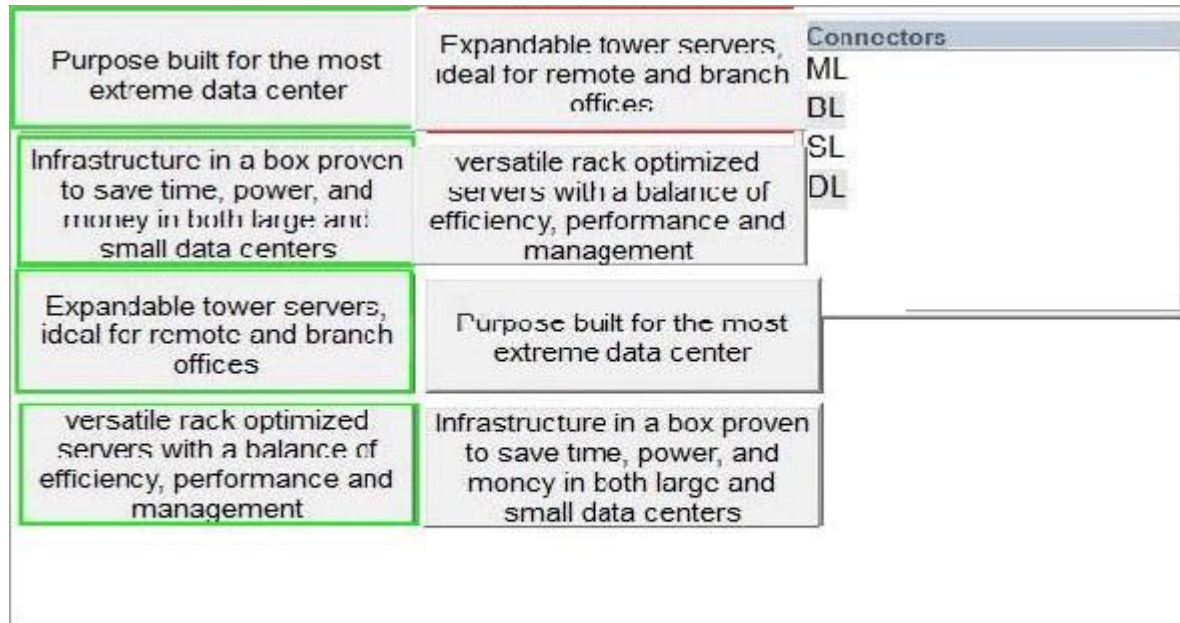 Purpose built for the most
extreme data center
Expandable tower servers,
ideal for remote and branch
offices
Connectors
ML
BL
SL
DL
Infrastructure in a box proven
to save time, power, and
money in both large and
small data centers
versatile rack optimized
servers with a balance of
efficiency, performance and
management
Expandable tower servers,
ideal for remote and branch
offices
Purpose built for the most
extreme data center
versatile rack optimized
servers with a balance of
efficiency, performance and
management
Infrastructure in a box proven
to save time, power, and
money in both large and
small data centers